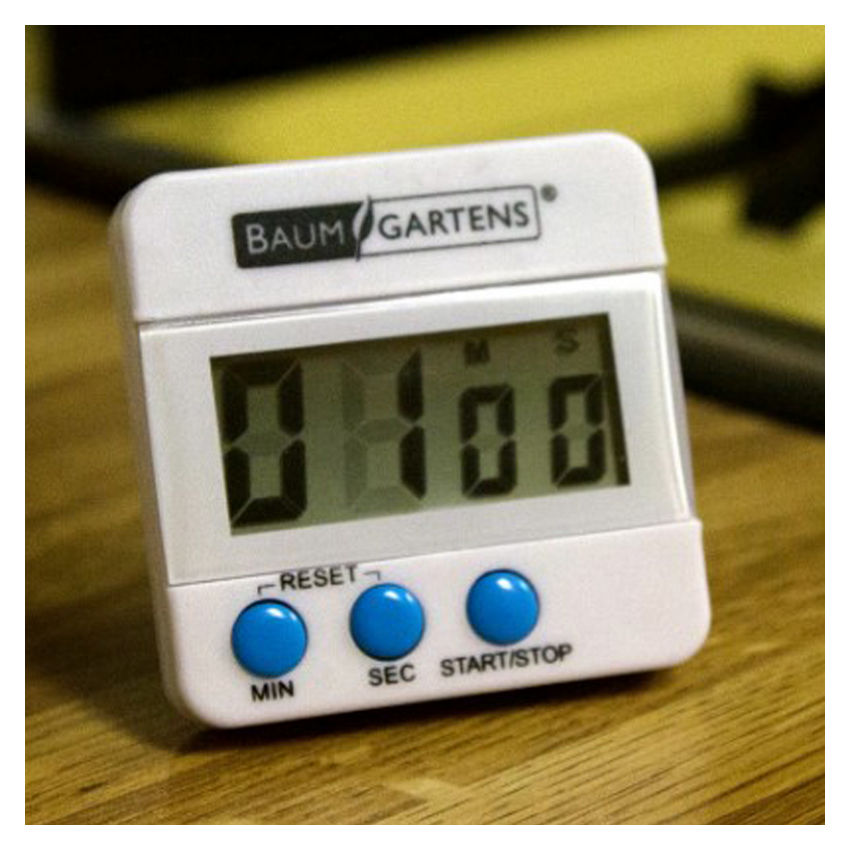 BAUM GARTENS®
M S
01 00
RESET
MIN SEC START/STOP